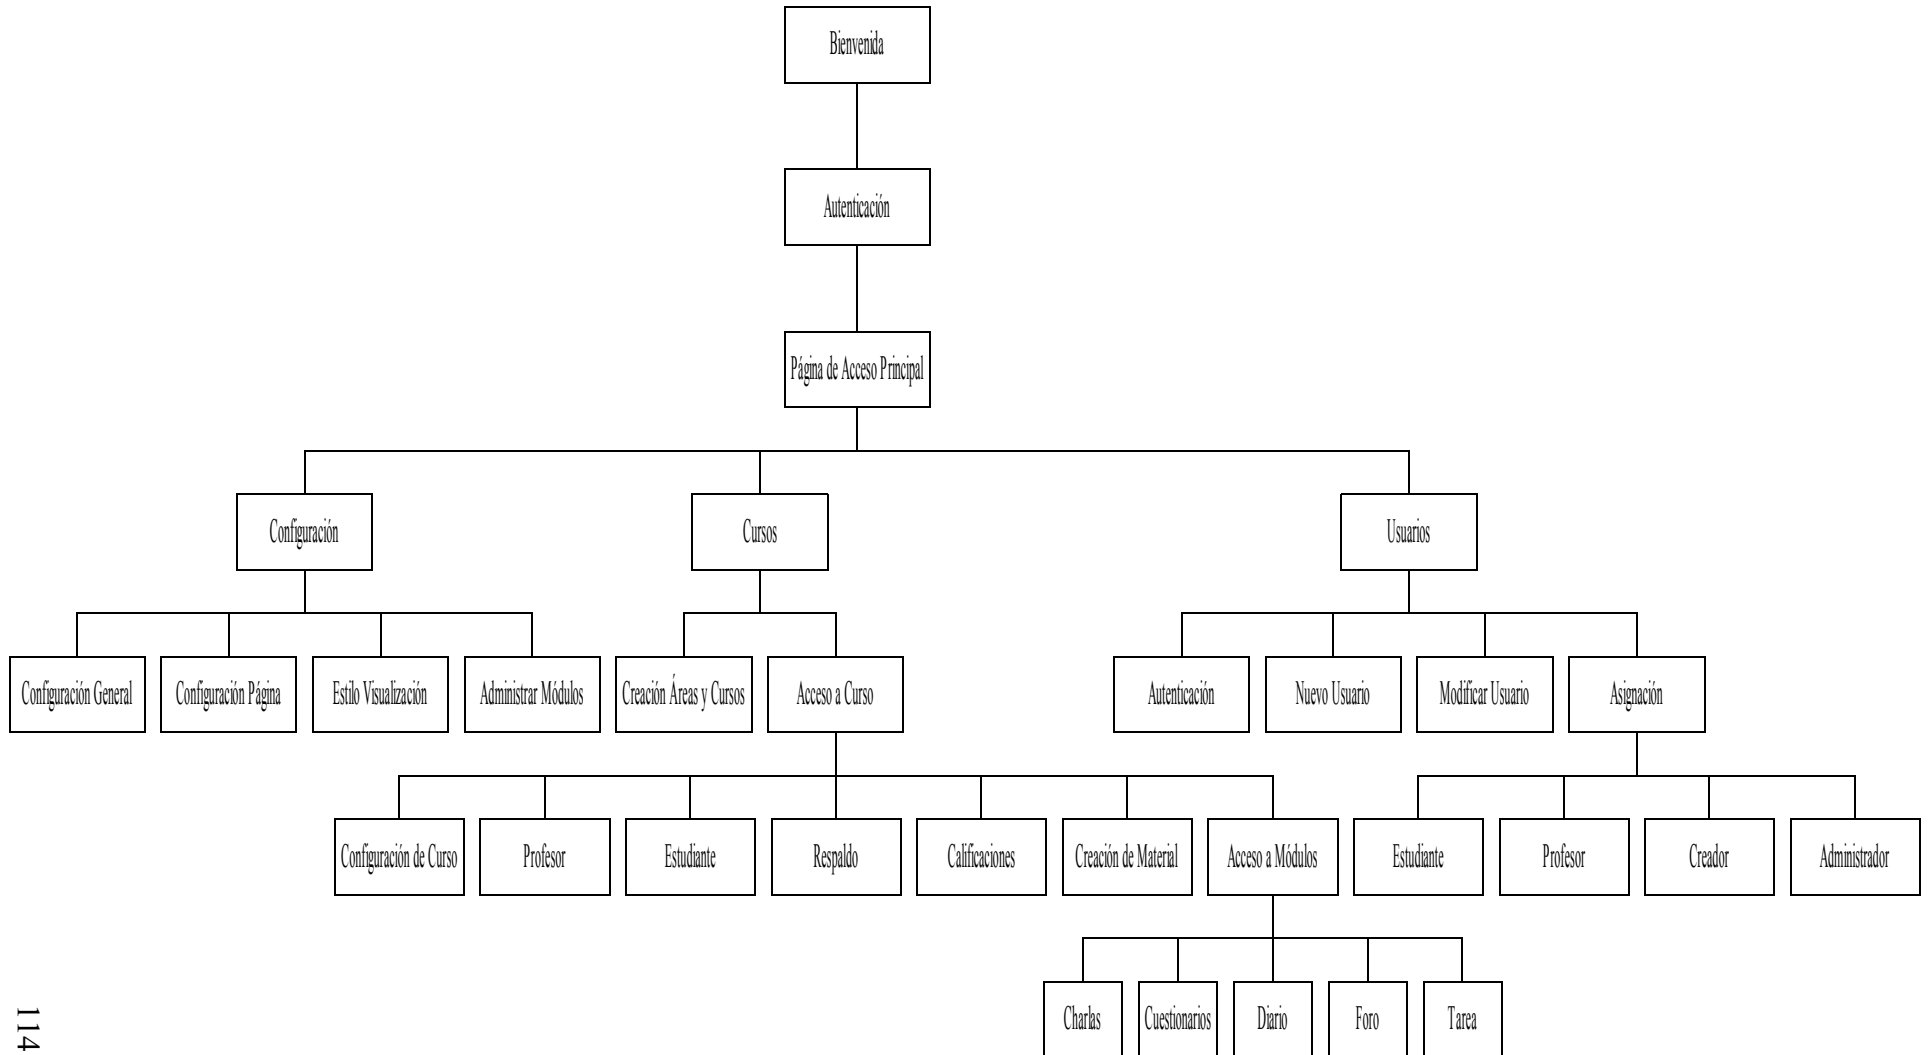 Bienvenida
Autenticación
Página de Acceso Principal
Configuración
Cursos
Usuarios
Configuración General
Configuración Página
Estilo Visualización
Administrar Módulos
Creación Áreas y Cursos
Acceso a Curso
Autenticación
Nuevo Usuario
Modificar Usuario
Asignación
Configuración de Curso
Profesor
Estudiante
Respaldo
Calificaciones
Creación de Material
Acceso a Módulos
Estudiante
Profesor
Creador
Administrador
Charlas
Cuestionarios
Diario
Foro
Tarea
114